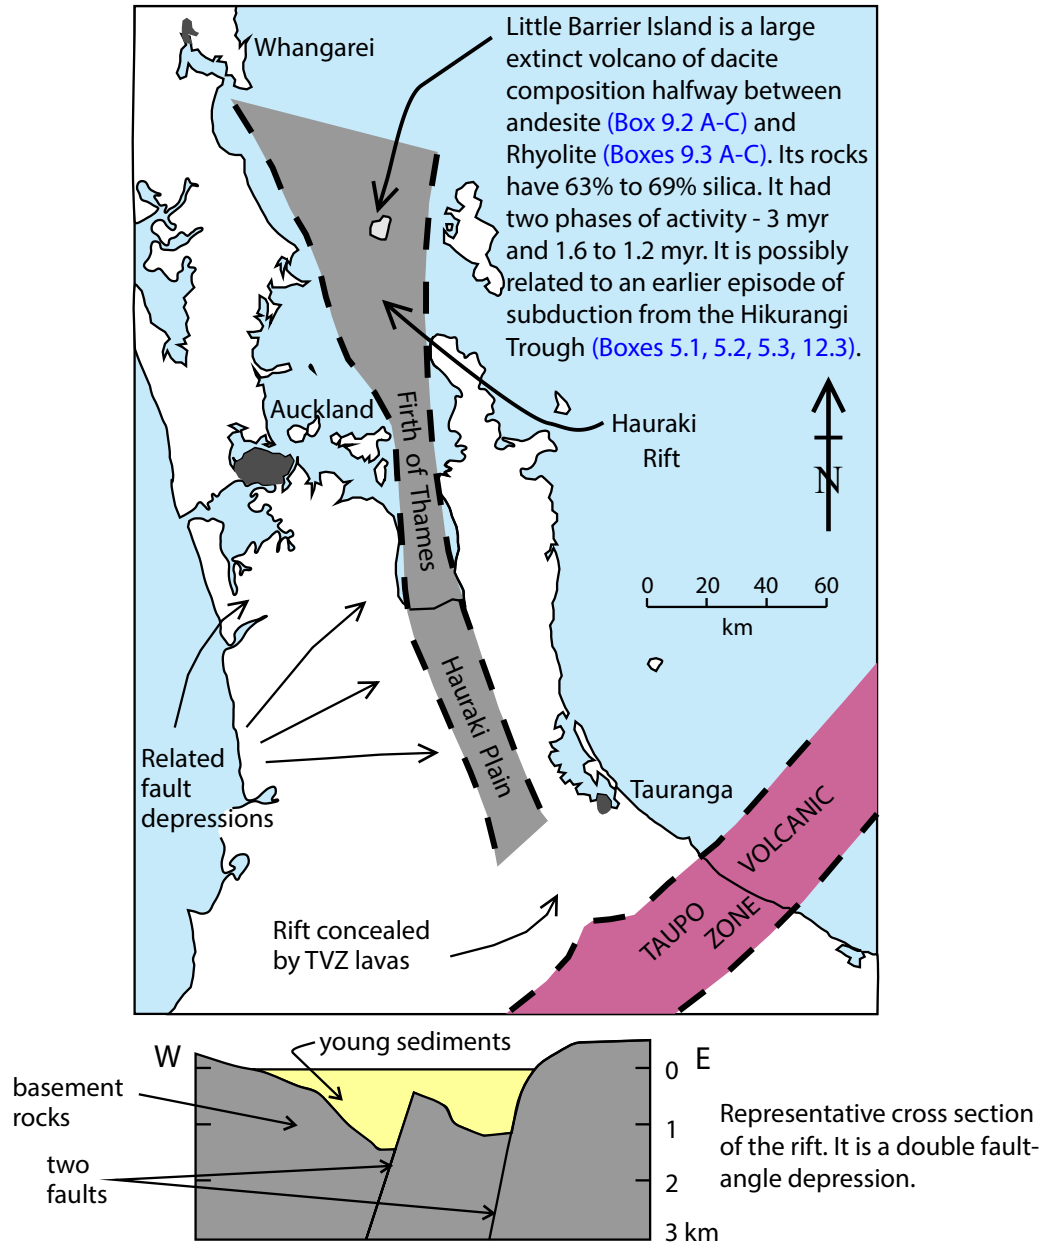 Whangarei
Little Barrier Island is a large
extinct volcano of dacite
composition halfway between
andesite (Box 9.2 A-C) and
Rhyolite (Boxes 9.3 A-C). Its rocks
have 63% to 69% silica. It had
two phases of activity - 3 myr
and 1.6 to 1.2 myr. It is possibly
related to an earlier episode of
subduction from the Hikurangi
Trough (Boxes 5.1, 5.2, 5.3, 12.3).
Auckland
Firth of Thames
Hauraki
Rift
N
0 20 40 60
km
Hauraki Plain
Related
fault
depressions
Tauranga
TAUPO VOLCANIC
ZONE
Rift concealed
by TVZ lavas
W
young sediments
E
basement
rocks
two
faults
0
1
2
3 km
Representative cross section
of the rift. It is a double fault-
angle depression.